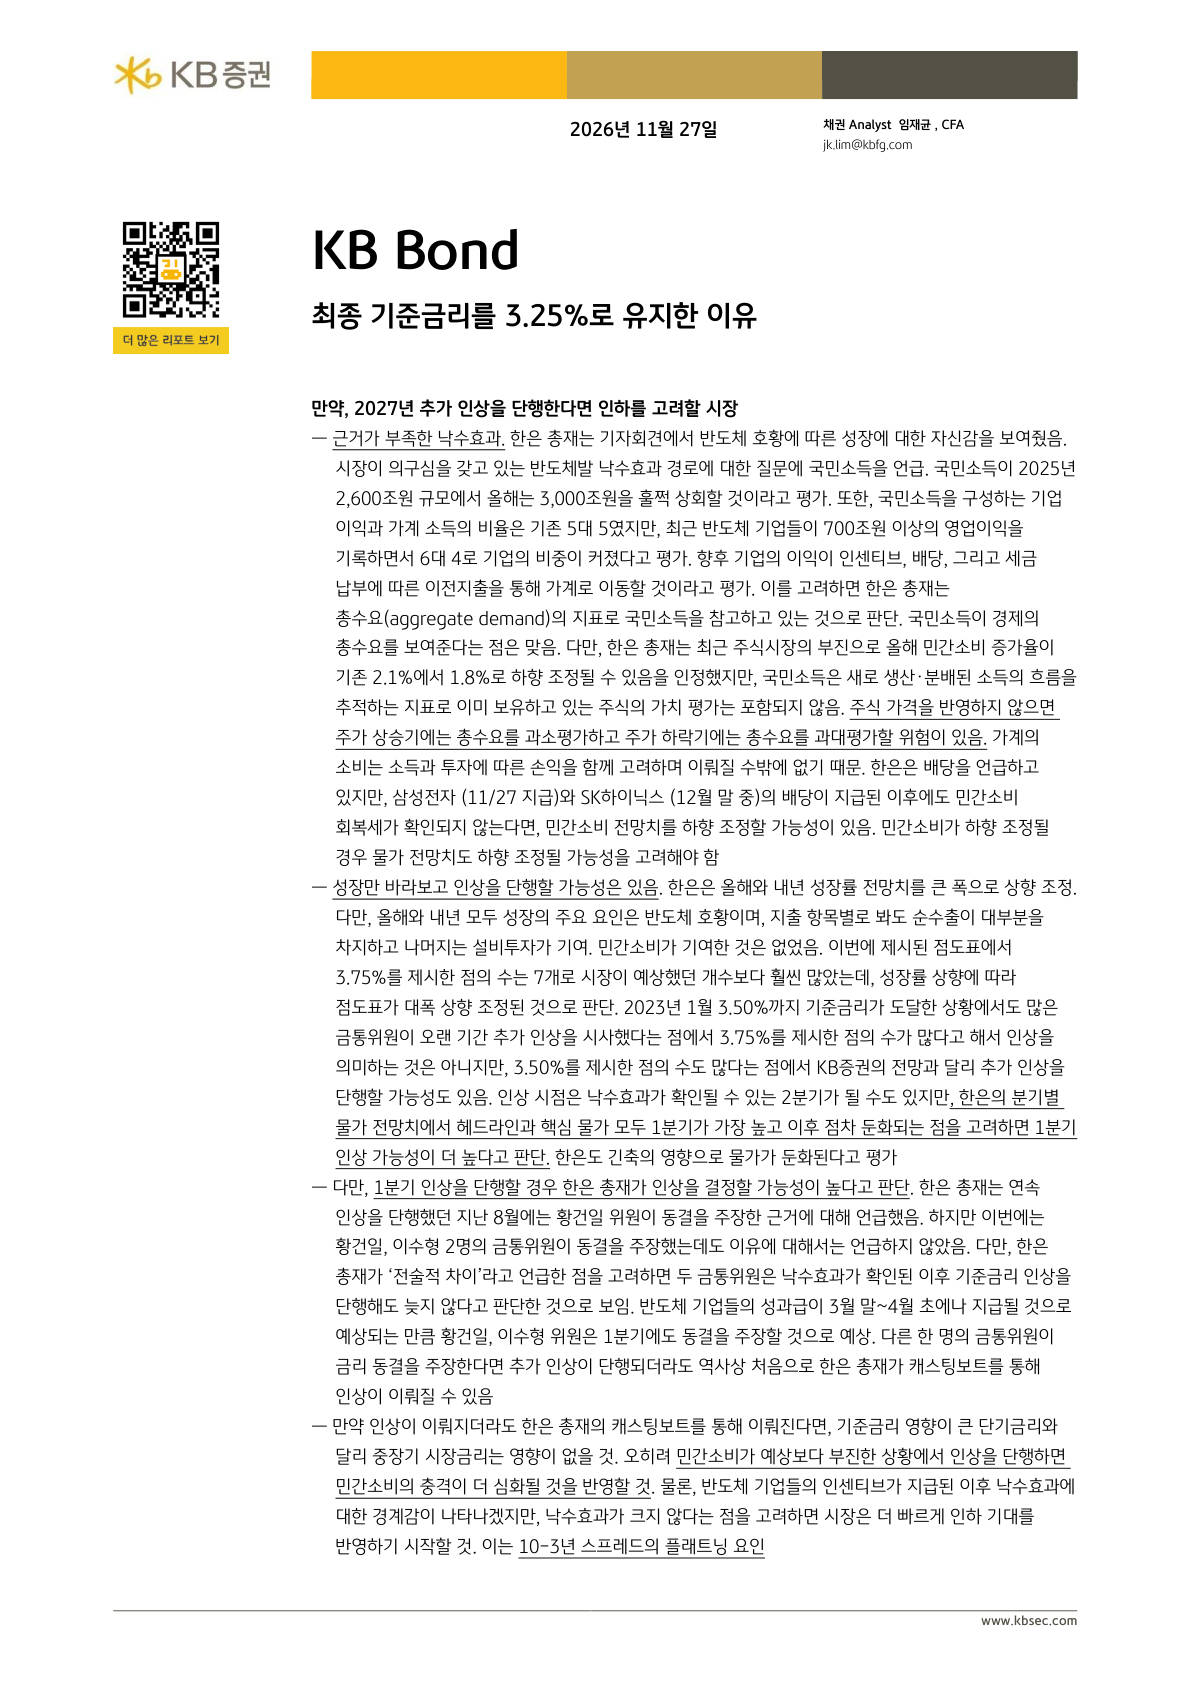 KB증권
2026년 11월 27일
채권 Analyst 임재균 , CFA
jk.lim@kbfg.com
더 많은 리포트 보기
KB Bond
최종 기준금리를 3.25%로 유지한 이유
만약, 2027년 추가 인상을 단행한다면 인하를 고려할 시장
— 근거가 부족한 낙수효과. 한은 총재는 기자회견에서 반도체 호황에 따른 성장에 대한 자신감을 보여줬음.
시장이 의구심을 갖고 있는 반도체발 낙수효과 경로에 대한 질문에 국민소득을 언급. 국민소득이 2025년
2,600조원 규모에서 올해는 3,000조원을 훌쩍 상회할 것이라고 평가. 또한, 국민소득을 구성하는 기업
이익과 가계 소득의 비율은 기존 5대 5였지만, 최근 반도체 기업들이 700조원 이상의 영업이익을
기록하면서 6대 4로 기업의 비중이 커졌다고 평가. 향후 기업의 이익이 인센티브, 배당, 그리고 세금
납부에 따른 이전지출을 통해 가계로 이동할 것이라고 평가. 이를 고려하면 한은 총재는
총수요(aggregate demand)의 지표로 국민소득을 참고하고 있는 것으로 판단. 국민소득이 경제의
총수요를 보여준다는 점은 맞음. 다만, 한은 총재는 최근 주식시장의 부진으로 올해 민간소비 증가율이
기존 2.1%에서 1.8%로 하향 조정될 수 있음을 인정했지만, 국민소득은 새로 생산·분배된 소득의 흐름을
추적하는 지표로 이미 보유하고 있는 주식의 가치 평가는 포함되지 않음. 주식 가격을 반영하지 않으면
주가 상승기에는 총수요를 과소평가하고 주가 하락기에는 총수요를 과대평가할 위험이 있음. 가계의
소비는 소득과 투자에 따른 손익을 함께 고려하며 이뤄질 수밖에 없기 때문. 한은은 배당을 언급하고
있지만, 삼성전자 (11/27 지급)와 SK하이닉스 (12월 말 중)의 배당이 지급된 이후에도 민간소비
회복세가 확인되지 않는다면, 민간소비 전망치를 하향 조정할 가능성이 있음. 민간소비가 하향 조정될
경우 물가 전망치도 하향 조정될 가능성을 고려해야 함
— 성장만 바라보고 인상을 단행할 가능성은 있음. 한은은 올해와 내년 성장률 전망치를 큰 폭으로 상향 조정.
다만, 올해와 내년 모두 성장의 주요 요인은 반도체 호황이며, 지출 항목별로 봐도 순수출이 대부분을
차지하고 나머지는 설비투자가 기여. 민간소비가 기여한 것은 없었음. 이번에 제시된 점도표에서
3.75%를 제시한 점의 수는 7개로 시장이 예상했던 개수보다 훨씬 많았는데, 성장률 상향에 따라
점도표가 대폭 상향 조정된 것으로 판단. 2023년 1월 3.50%까지 기준금리가 도달한 상황에서도 많은
금통위원이 오랜 기간 추가 인상을 시사했다는 점에서 3.75%를 제시한 점의 수가 많다고 해서 인상을
의미하는 것은 아니지만, 3.50%를 제시한 점의 수도 많다는 점에서 KB증권의 전망과 달리 추가 인상을
단행할 가능성도 있음. 인상 시점은 낙수효과가 확인될 수 있는 2분기가 될 수도 있지만, 한은의 분기별
물가 전망치에서 헤드라인과 핵심 물가 모두 1분기가 가장 높고 이후 점차 둔화되는 점을 고려하면 1분기
인상 가능성이 더 높다고 판단. 한은도 긴축의 영향으로 물가가 둔화된다고 평가
— 다만, 1분기 인상을 단행할 경우 한은 총재가 인상을 결정할 가능성이 높다고 판단. 한은 총재는 연속
인상을 단행했던 지난 8월에는 황건일 위원이 동결을 주장한 근거에 대해 언급했음. 하지만 이번에는
황건일, 이수형 2명의 금통위원이 동결을 주장했는데도 이유에 대해서는 언급하지 않았음. 다만, 한은
총재가 ‘전술적 차이’라고 언급한 점을 고려하면 두 금통위원은 낙수효과가 확인된 이후 기준금리 인상을
단행해도 늦지 않다고 판단한 것으로 보임. 반도체 기업들의 성과급이 3월 말~4월 초에나 지급될 것으로
예상되는 만큼 황건일, 이수형 위원은 1분기에도 동결을 주장할 것으로 예상. 다른 한 명의 금통위원이
금리 동결을 주장한다면 추가 인상이 단행되더라도 역사상 처음으로 한은 총재가 캐스팅보트를 통해
인상이 이뤄질 수 있음
— 만약 인상이 이뤄지더라도 한은 총재의 캐스팅보트를 통해 이뤄진다면, 기준금리 영향이 큰 단기금리와
달리 중장기 시장금리는 영향이 없을 것. 오히려 민간소비가 예상보다 부진한 상황에서 인상을 단행하면
민간소비의 충격이 더 심화될 것을 반영할 것. 물론, 반도체 기업들의 인센티브가 지급된 이후 낙수효과에
대한 경계감이 나타나겠지만, 낙수효과가 크지 않다는 점을 고려하면 시장은 더 빠르게 인하 기대를
반영하기 시작할 것. 이는 10-3년 스프레드의 플래트닝 요인
www.kbsec.com